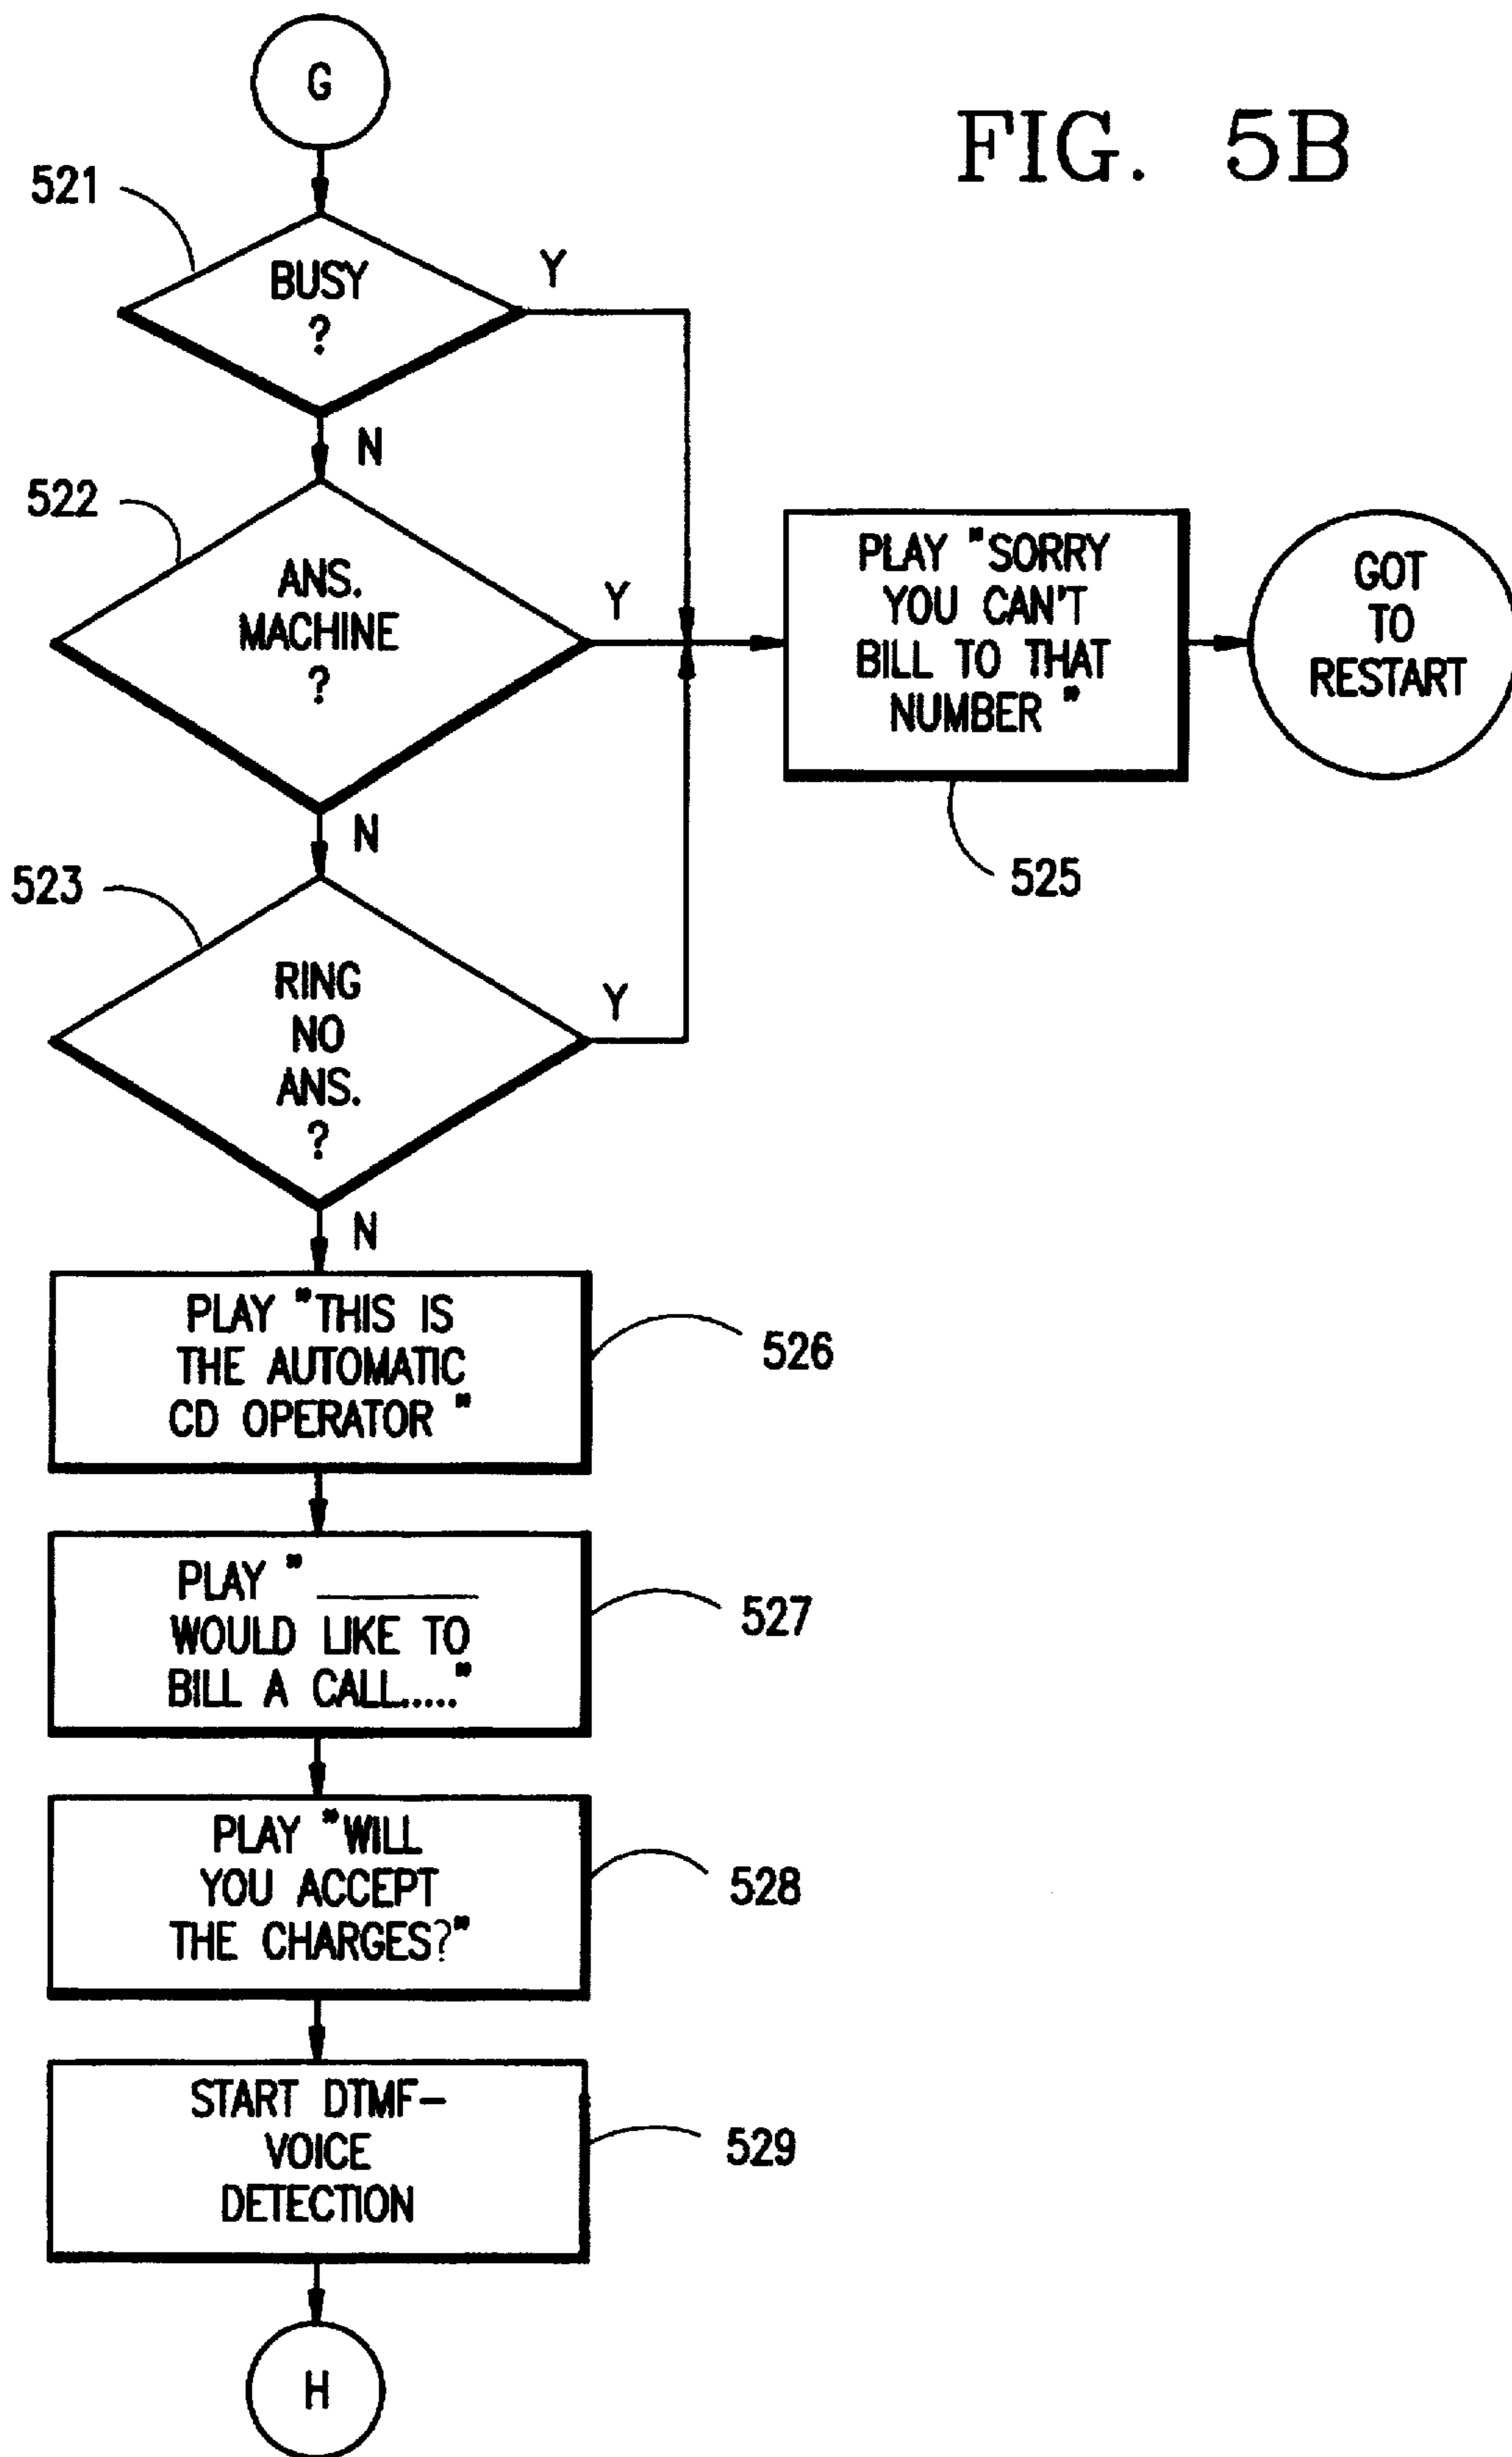 G
FIG. 5B
521
BUSY
?
Y
N
522
ANS.
MACHINE
?
Y
N
PLAY "SORRY
YOU CAN'T
BILL TO THAT
NUMBER "
525
GOT
TO
RESTART
523
RING
NO
ANS.
?
Y
N
PLAY "THIS IS
THE AUTOMATIC
CD OPERATOR "
526
PLAY " ________
WOULD LIKE TO
BILL A CALL....."
527
PLAY "WILL
YOU ACCEPT
THE CHARGES?"
528
START DTMF-
VOICE
DETECTION
529
H